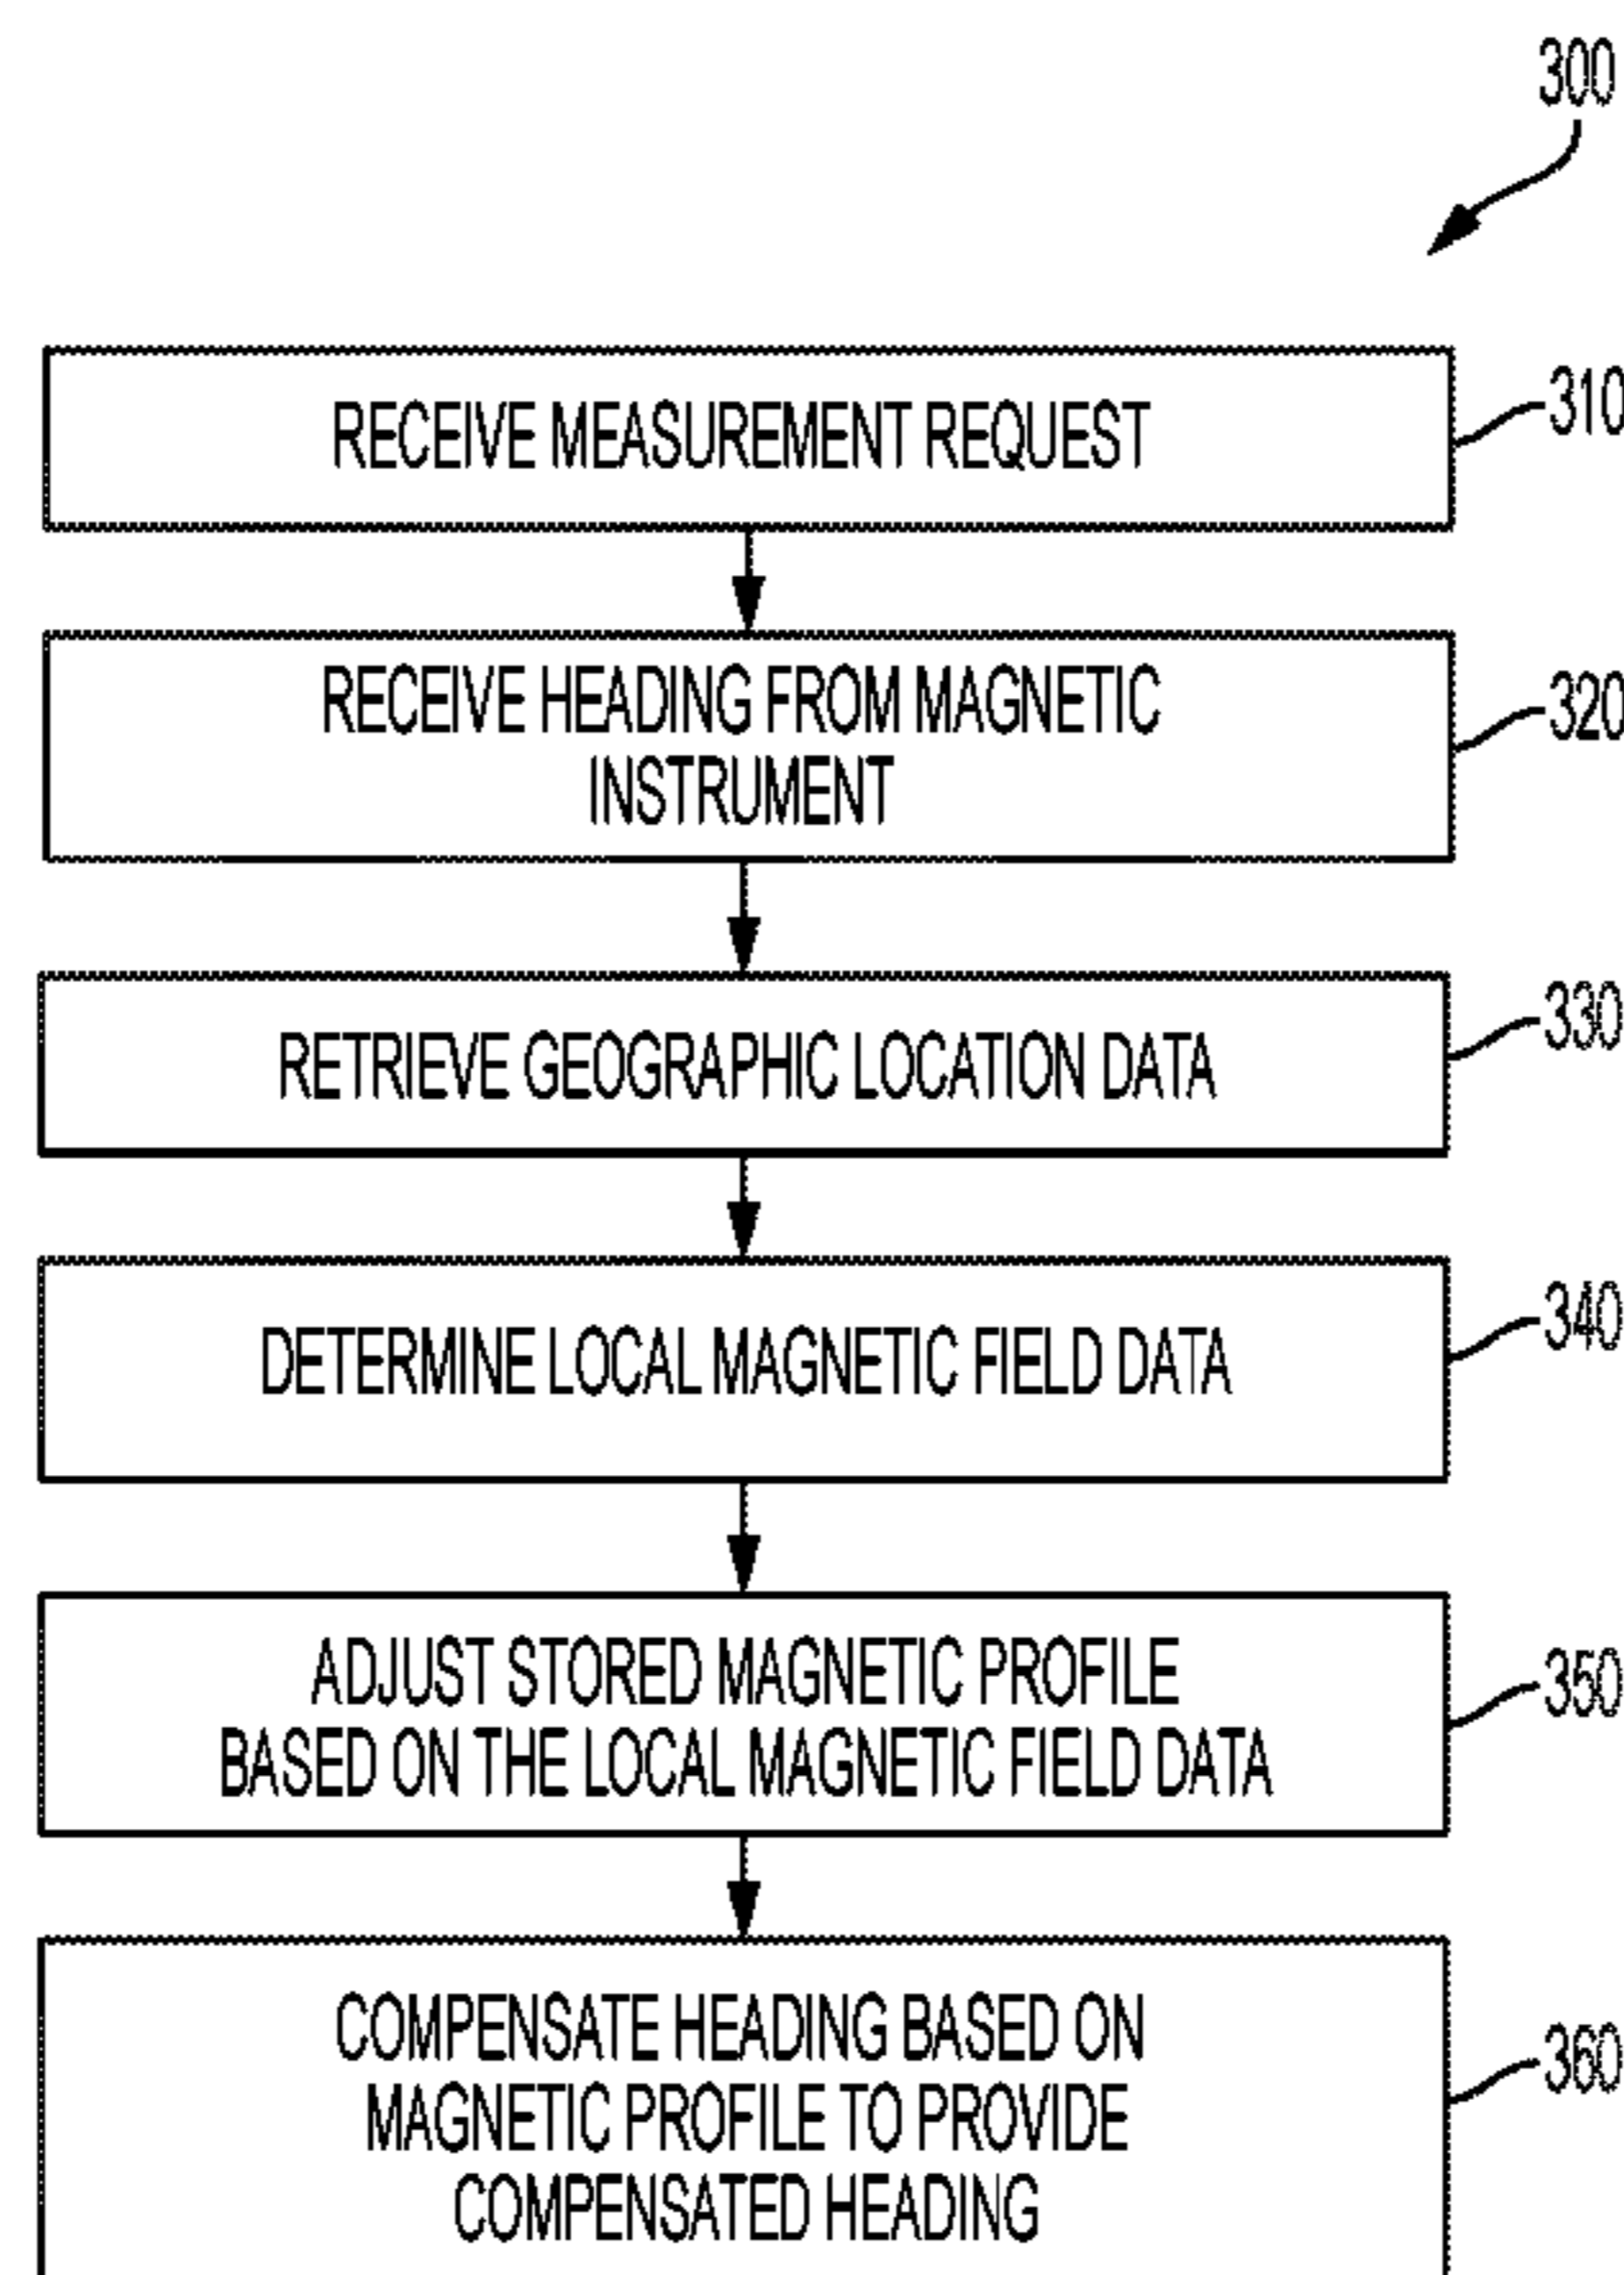 300
RECEIVE MEASUREMENT REQUEST
310
RECEIVE HEADING FROM MAGNETIC
INSTRUMENT
320
RETRIEVE GEOGRAPHIC LOCATION DATA
330
DETERMINE LOCAL MAGNETIC FIELD DATA
340
ADJUST STORED MAGNETIC PROFILE
BASED ON THE LOCAL MAGNETIC FIELD DATA
350
COMPENSATE HEADING BASED ON
MAGNETIC PROFILE TO PROVIDE
COMPENSATED HEADING
360